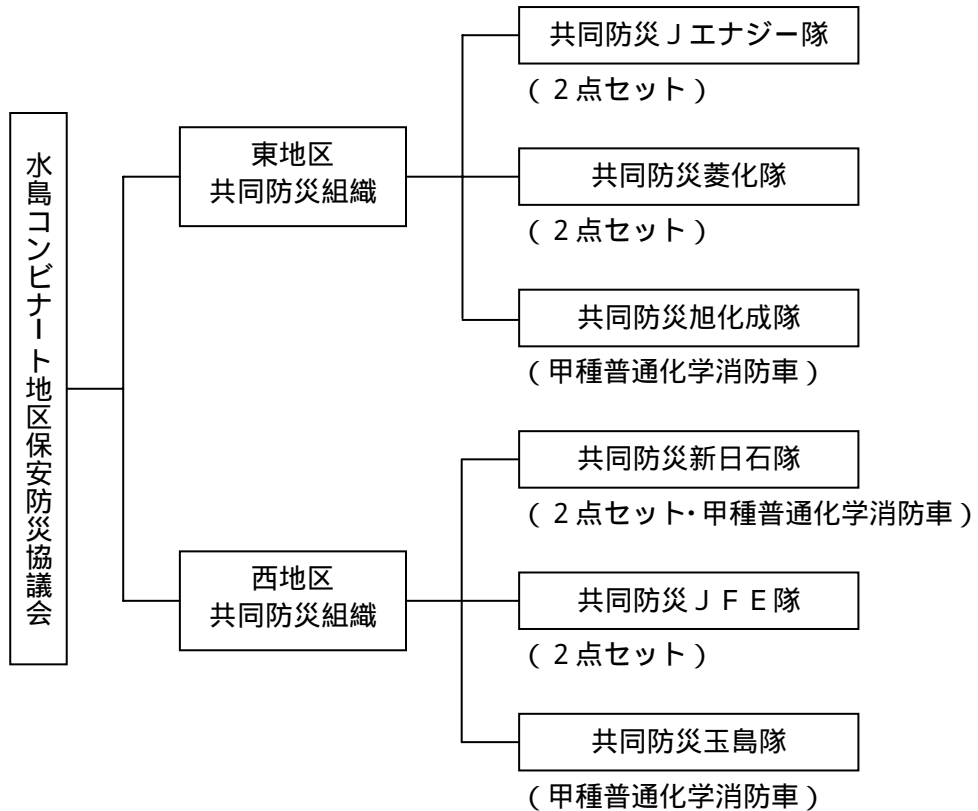 水島コンビナート地区保安防災協議会
東地区
共同防災組織
共同防災Ｊエナジー隊
（２点セット）
共同防災菱化隊
（２点セット）
共同防災旭化成隊
（甲種普通化学消防車）
西地区
共同防災組織
共同防災新日石隊
（２点セット・甲種普通化学消防車）
共同防災ＪＦＥ隊
（２点セット）
共同防災玉島隊
（甲種普通化学消防車）